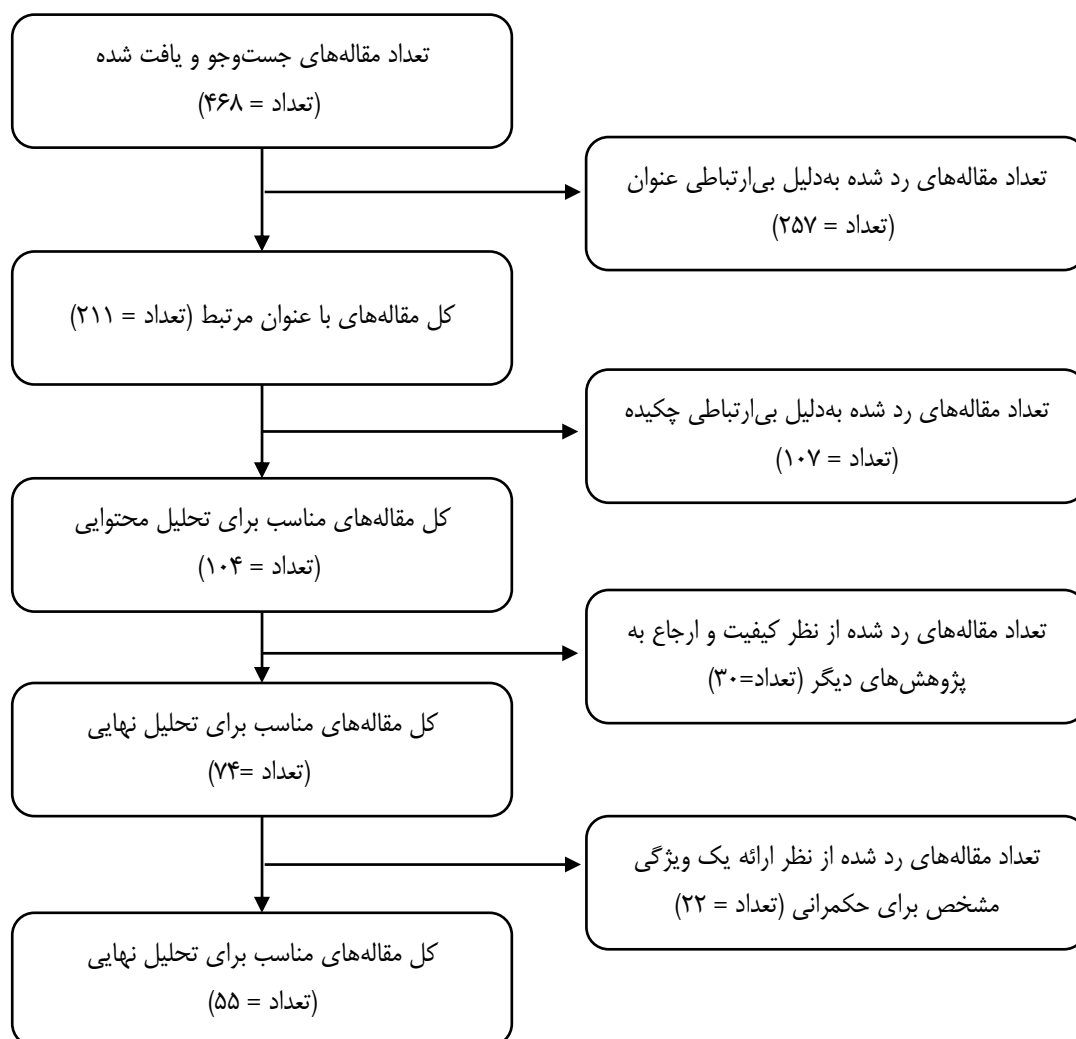 تعداد مقاله‌های جست‌وجو و یافت شده
(تعداد = ۴۶۸)
تعداد مقاله‌های رد شده به‌دلیل بی‌ارتباطی عنوان
(تعداد = ۲۵۷)
کل مقاله‌های با عنوان مرتبط (تعداد = ۲۱۱)
تعداد مقاله‌های رد شده به‌دلیل بی‌ارتباطی چکیده
(تعداد = ۱۰۷)
کل مقاله‌های مناسب برای تحلیل محتوایی
(تعداد = ۱۰۴)
تعداد مقاله‌های رد شده از نظر کیفیت و ارجاع به
پژوهش‌های دیگر (تعداد=۳۰)
کل مقاله‌های مناسب برای تحلیل نهایی
(تعداد =۷۴)
تعداد مقاله‌های رد شده از نظر ارائه یک ویژگی
مشخص برای حکمرانی (تعداد = ۲۲)
کل مقاله‌های مناسب برای تحلیل نهایی
(تعداد = ۵۵)